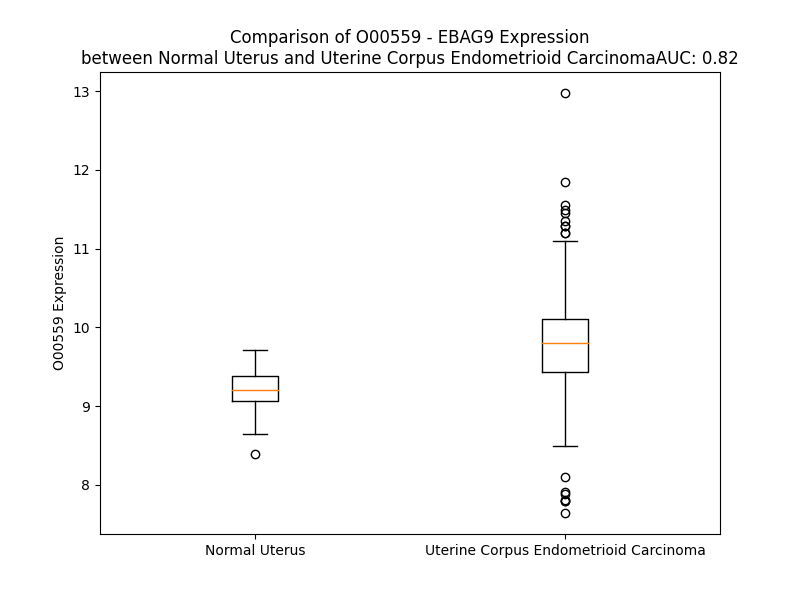 Comparison of O00559 - EBAG9 Expression
between Normal Uterus and Uterine Corpus Endometrioid CarcinomaAUC: 0.82
O00559 Expression
13
12
11
10
9
8
Normal Uterus
Uterine Corpus Endometrioid Carcinoma